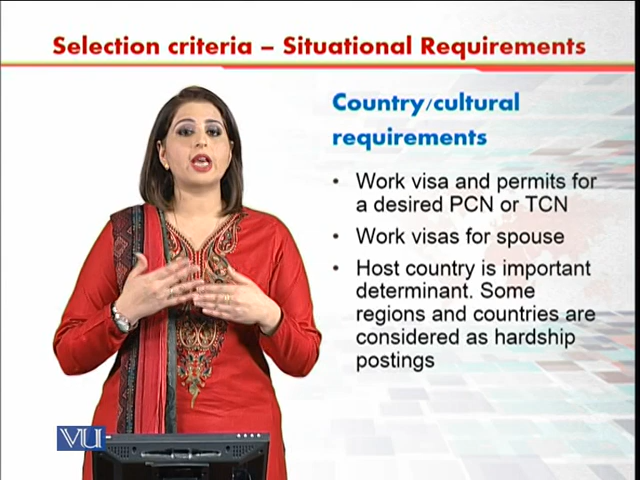 Selection criteria – Situational Requirements
Country/cultural
requirements
• Work visa and permits for
a desired PCN or TCN
• Work visas for spouse
• Host country is important
determinant. Some
regions and countries are
considered as hardship
postings
VU